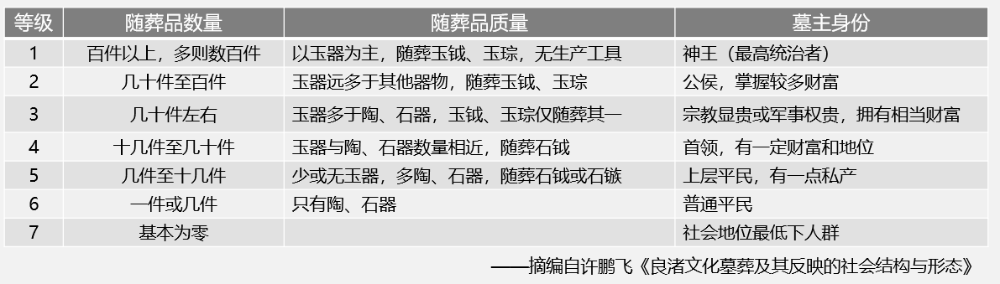 等级 随葬品数量 随葬品质量 墓主身份
1 百件以上，多则数百件 以玉器为主，随葬玉钺、玉琮，无生产工具 神王（最高统治者）
2 几十件至百件 玉器远多于其他器物，随葬玉钺、玉琮 公侯，掌握较多财富
3 几十件左右 玉器多于陶、石器，玉钺、玉琮仅随葬其一 宗教显贵或军事权贵，拥有相当财富
4 十几件至几十件 玉器与陶、石器数量相近，随葬石钺 首领，有一定财富和地位
5 几件至十几件 少或无玉器，多陶、石器，随葬石钺或石镞 上层平民，有一点私产
6 一件或几件 只有陶、石器 普通平民
7 基本为零 社会地位最低下人群
——摘编自许鹏飞《良渚文化墓葬及其反映的社会结构与形态》